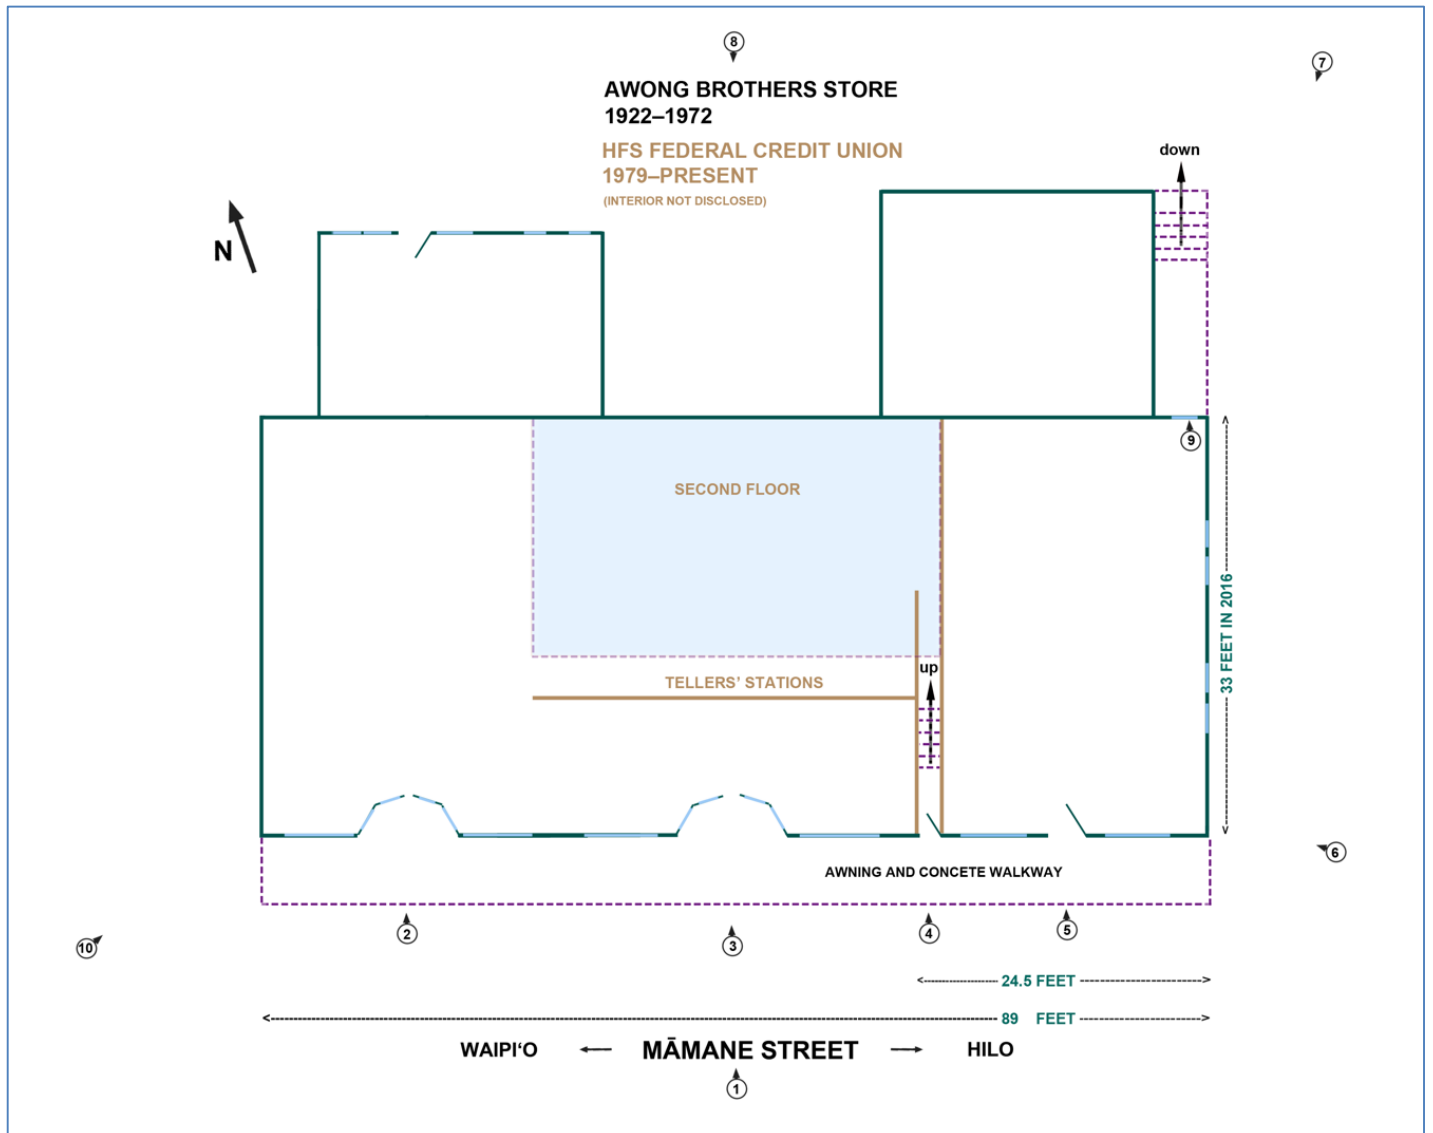 8
7
AWONG BROTHERS STORE
1922–1972
HFS FEDERAL CREDIT UNION
1979–PRESENT
(INTERIOR NOT DISCLOSED)
down
N
9
SECOND FLOOR
33 FEET IN 2016
up
TELLERS’ STATIONS
6
AWNING AND CONCETE WALKWAY
10
2
3
4
5
24.5 FEET
89 FEET
WAIPIʻO MĀMANE STREET HILO
1